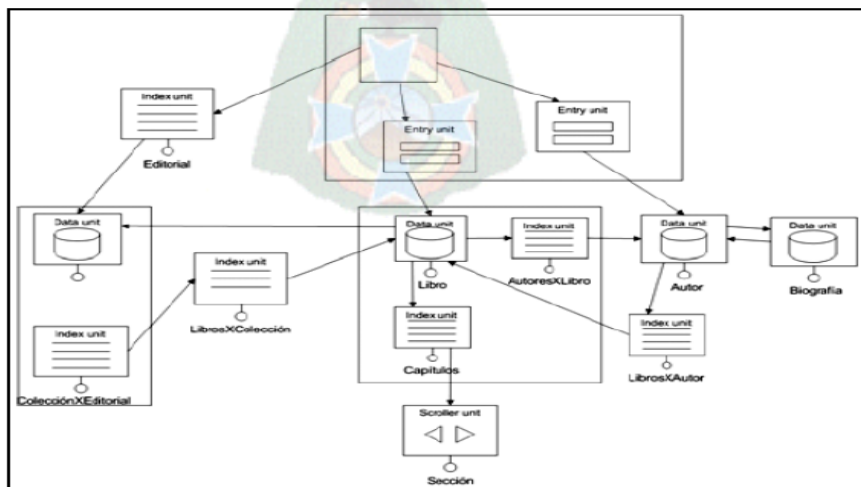 Index unit
Editorial
Entry unit
Entry unit
Data unit
Index unit
LibrosXColección
Data unit
Libro
Index unit
AutoresXLibro
Data unit
Autor
Data unit
Biografía
Index unit
ColecciónXEditorial
Index unit
Capítulos
Index unit
LibrosXAutor
Scroller unit
Sección